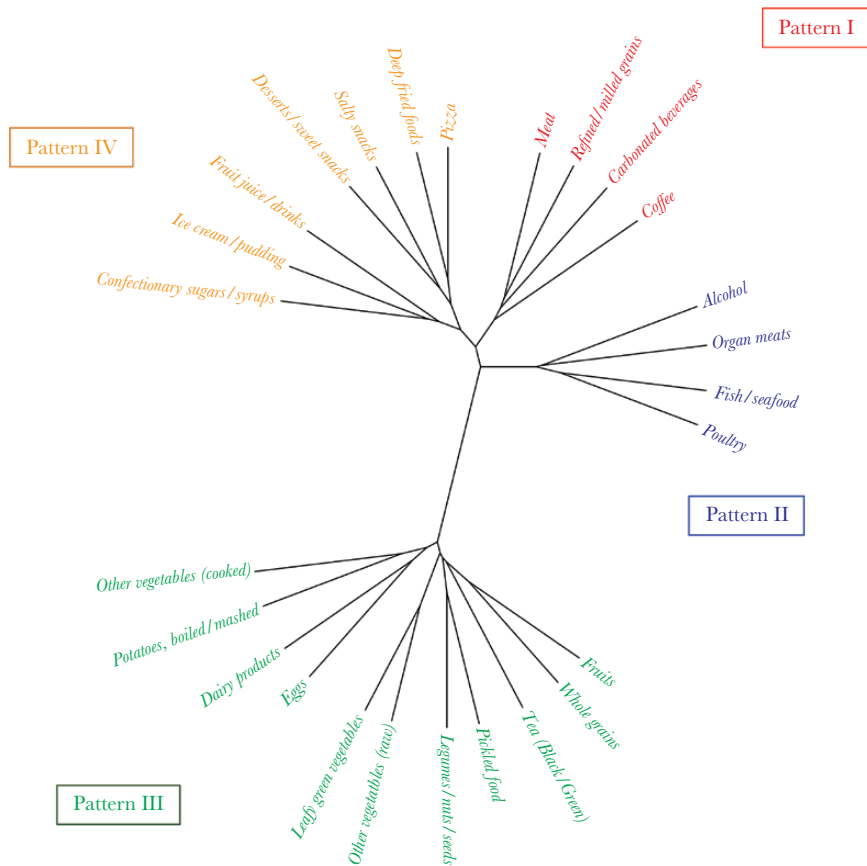 Pattern I
Pattern IV
Desserts/sweet snacks
Salty snacks
Deep fried foods
Pizza
Meat
Refined/milled grains
Carbonated beverages
Coffee
Fruit juice/drinks
Ice cream/pudding
Confectionary sugars/syrups
Alcohol
Organ meats
Fish/seafood
Poultry
Pattern II
Other vegetables (cooked)
Potatoes, boiled/mashed
Dairy products
Eggs
Leafy green vegetables
Other vegetatbles (raw)
Legumes/nuts/seeds
Pickled food
Tea (Black/Green)
Whole grains
Fruits
Pattern III